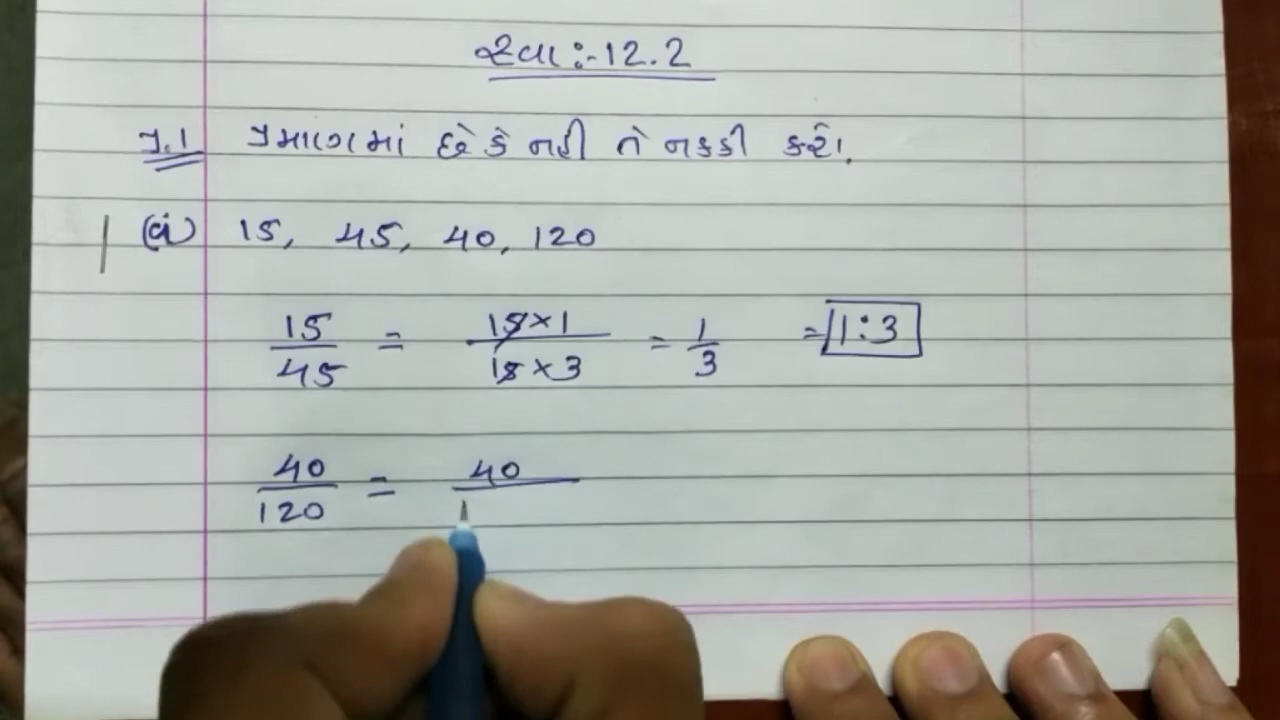 સ્વા:-12.2
પ્ર.1 પ્રમાણમાં છે કે નહી તે નક્કી કરો.
15, 45, 40, 120
15/45 = 15×1/15×3 = 1/3 = 1:3
40/120 = 40